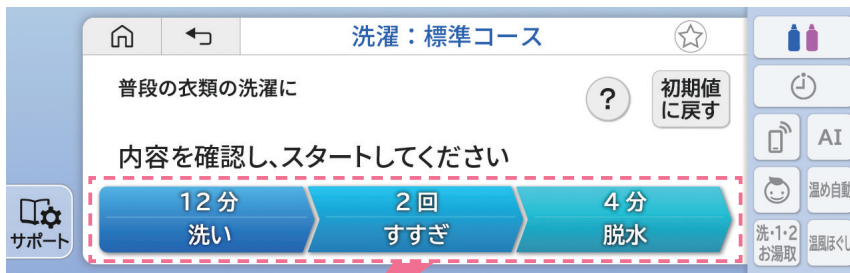 洗濯：標準コース
普段の衣類の洗濯に
?
初期値
に戻す
内容を確認し、スタートしてください
12分
洗い
2回
すすぎ
4分
脱水
サポート
AI
温め自動
洗・1・2
お湯取
温風ほぐし